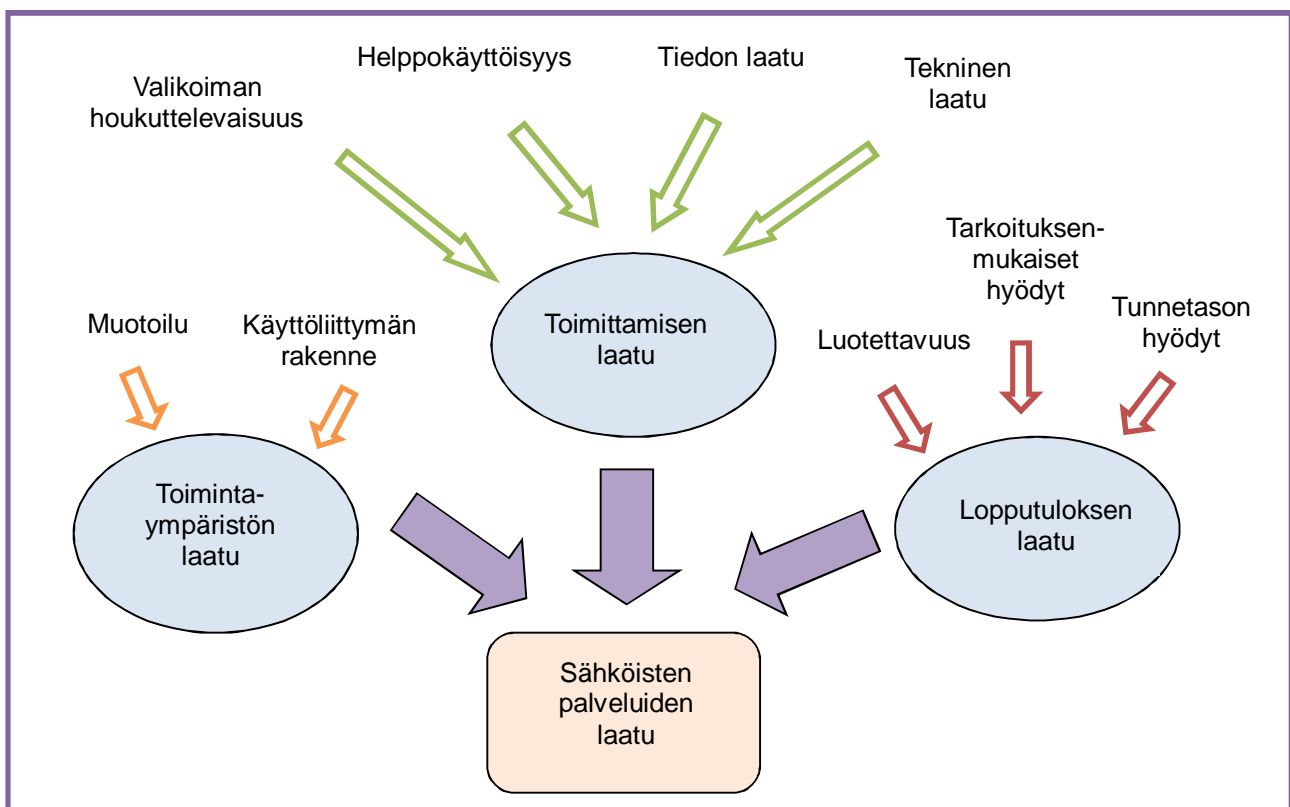 Valikoiman
houkuttelevaisuus
Helppokäyttöisyys
Tiedon laatu
Tekninen
laatu
Toimittamisen
laatu
Muotoilu
Käyttöliittymän
rakenne
Toiminta-
ympäristön
laatu
Luotettavuus
Tarkoituksen-
mukaiset
hyödyt
Tunnetason
hyödyt
Lopputuloksen
laatu
Sähköisten
palveluiden
laatu